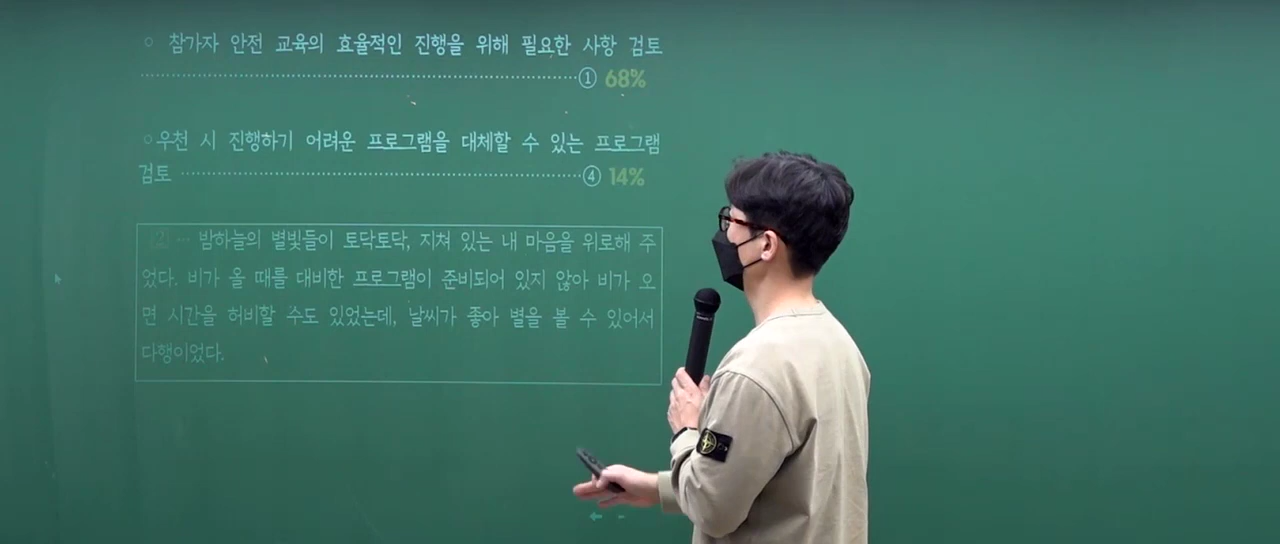 ○ 참가자 안전 교육의 효율적인 진행을 위해 필요한 사항 검토
……………………………………………① 68%
○우천 시 진행하기 어려운 프로그램을 대체할 수 있는 프로그램
검토 ………………………………………④ 14%
[2] … 밤하늘의 별빛들이 토닥토닥, 지쳐 있는 내 마음을 위로해 주
었다. 비가 올 때를 대비한 프로그램이 준비되어 있지 않아 비가 오
면 시간을 허비할 수도 있었는데, 날씨가 좋아 별을 볼 수 있어서
다행이었다.